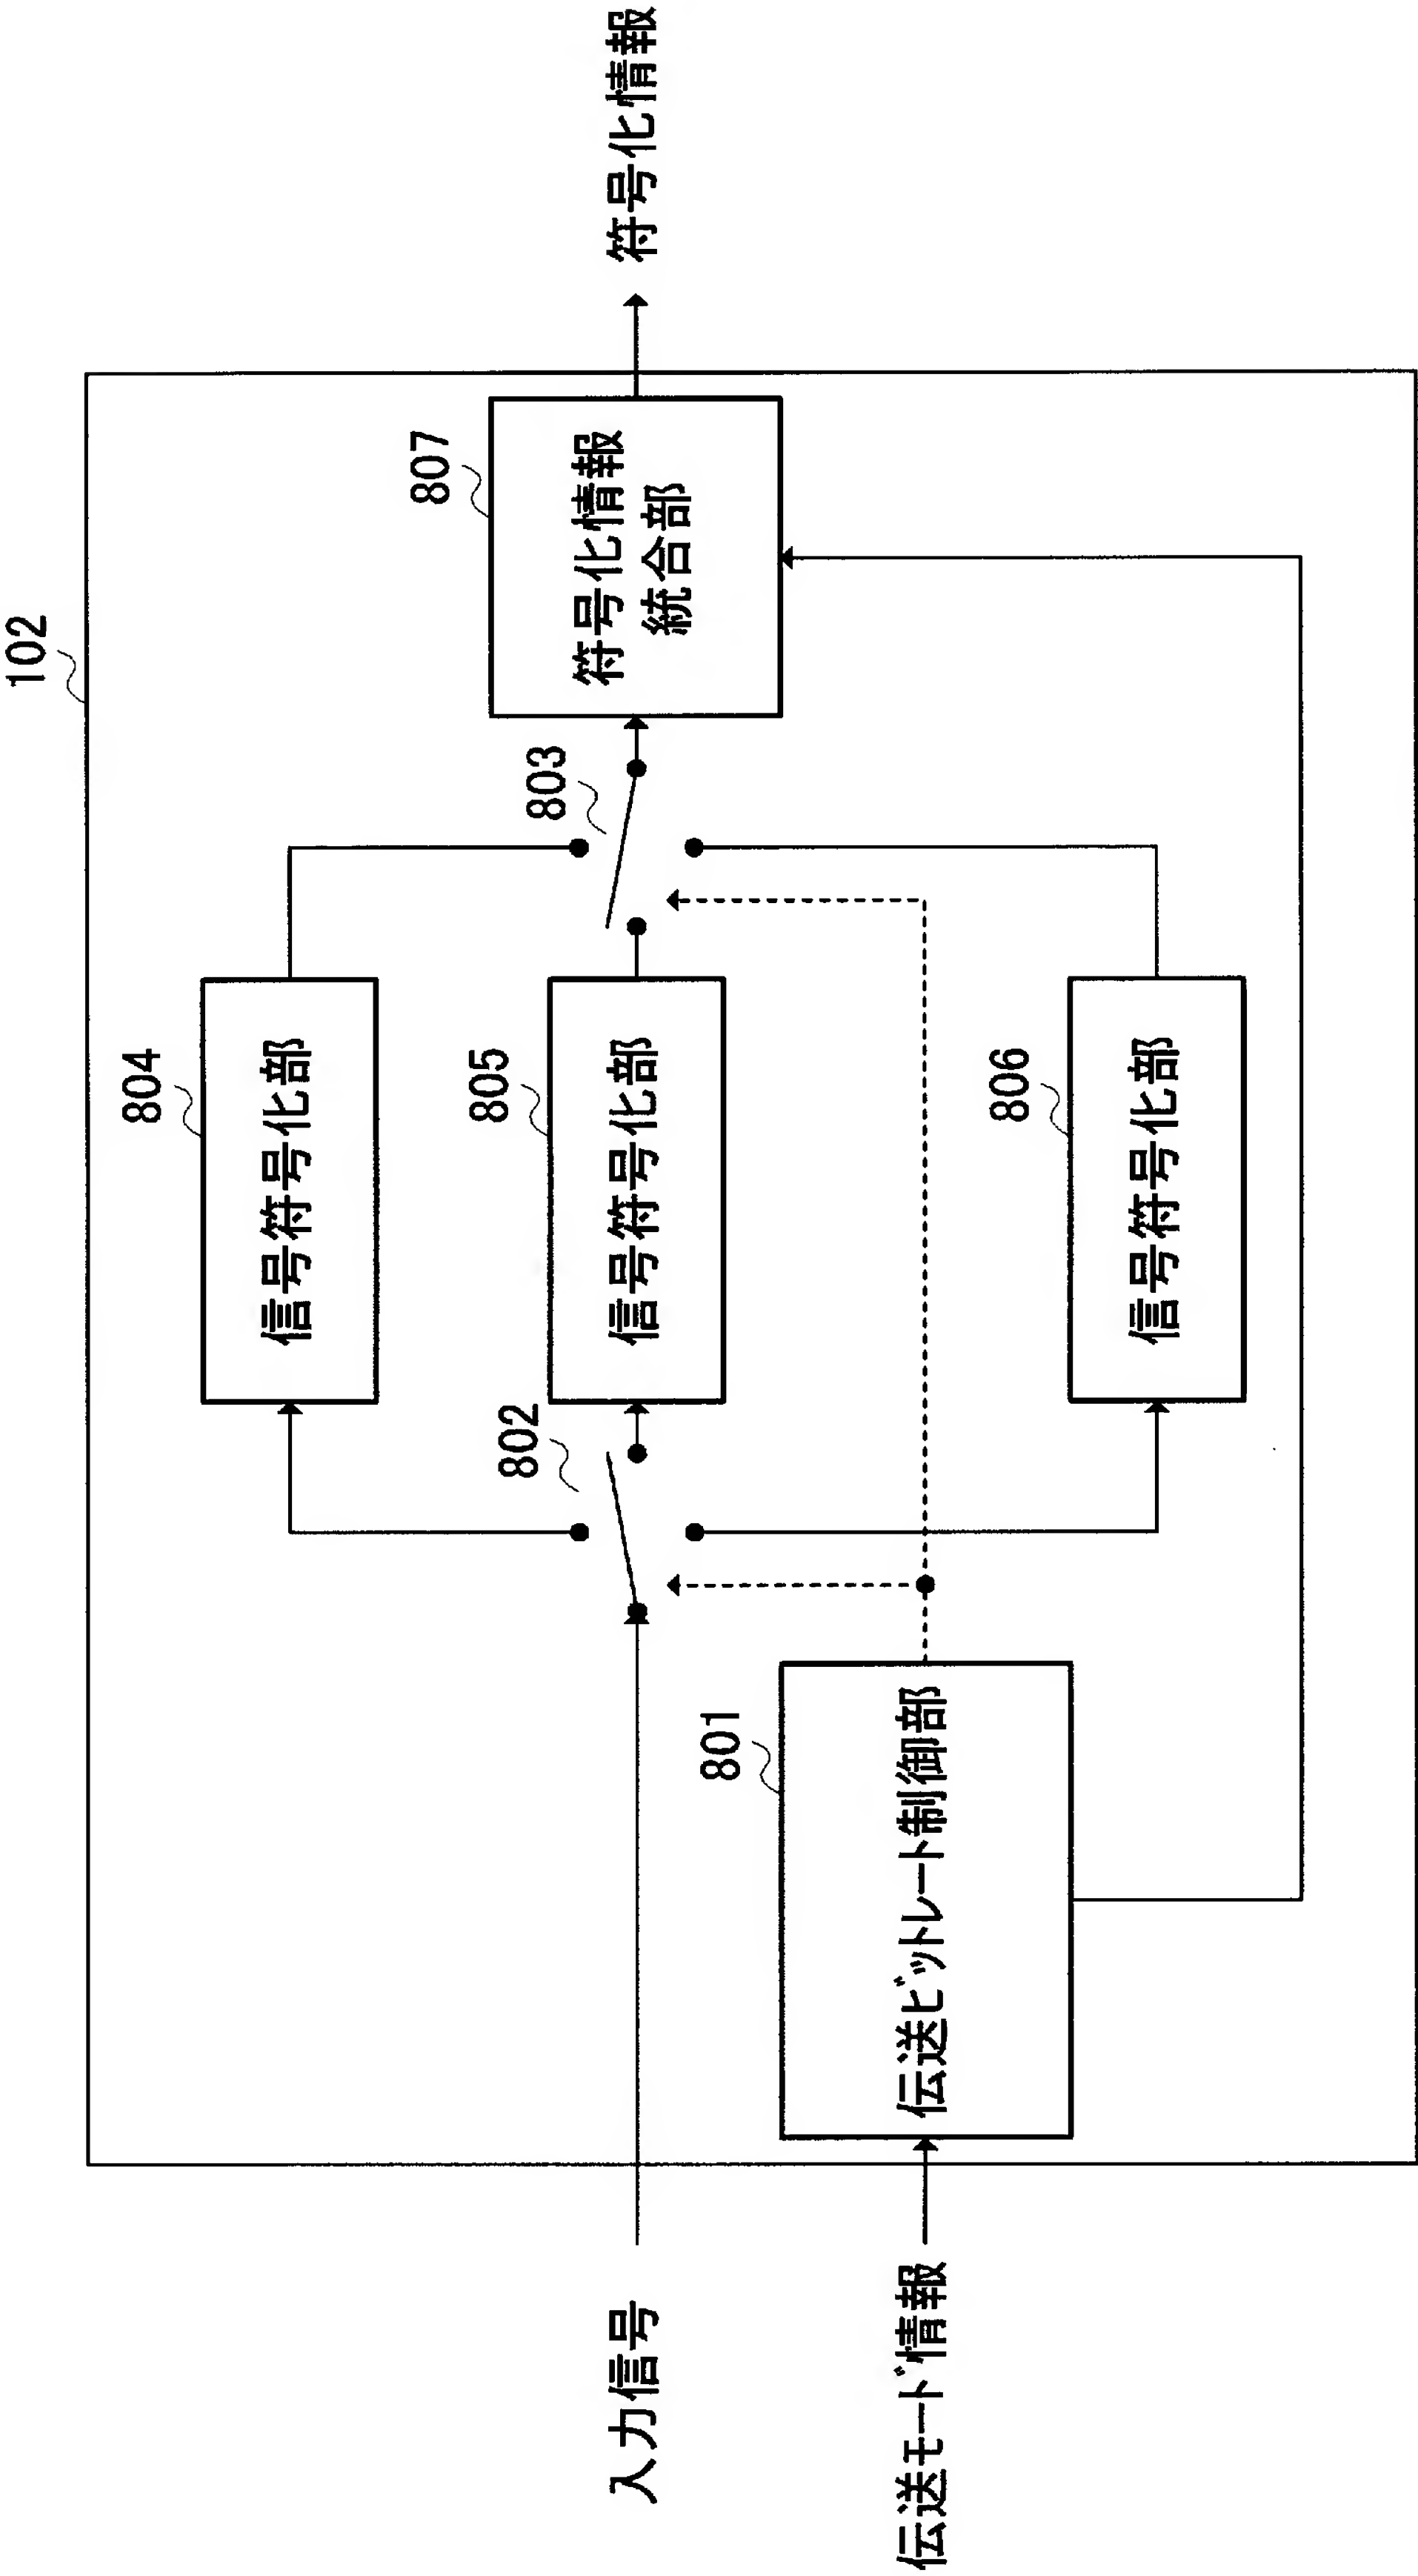 102
804
信号符号化部
802
803
807
805
信号符号化部
符号化情報
統合部
入力信号
符号化情報
801
伝送ビットレート制御部
伝送モード情報
806
信号符号化部